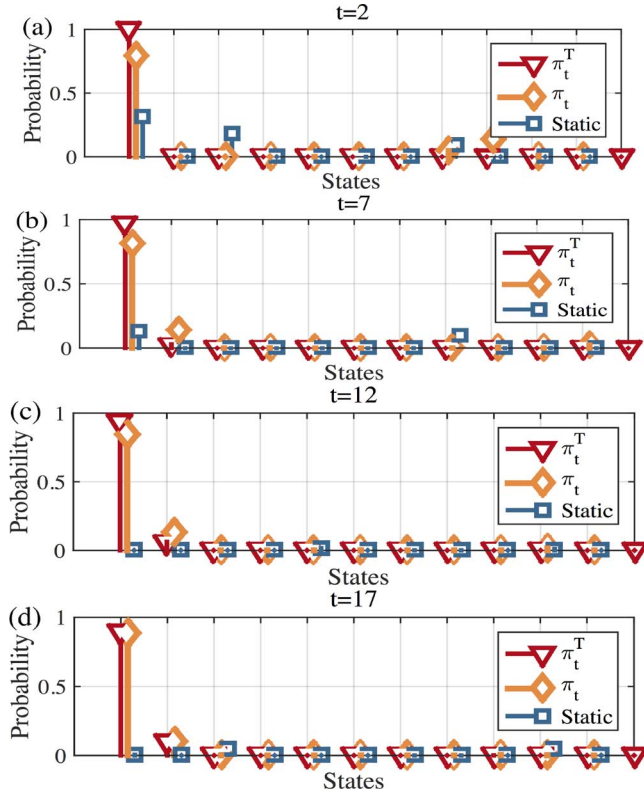 (a)
t=2
Probability
1
0.5
0
π_t^T
π_t
Static
States
(b)
t=7
Probability
1
0.5
0
π_t^T
π_t
Static
States
(c)
t=12
Probability
1
0.5
0
π_t^T
π_t
Static
States
(d)
t=17
Probability
1
0.5
0
π_t^T
π_t
Static
States